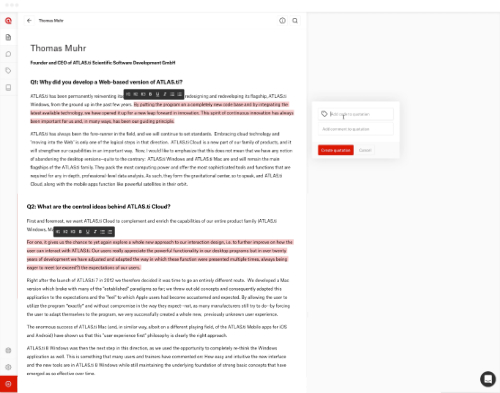 Thomas Muhr
Thomas Muhr
Founder and CEO of ATLAS.ti Scientific Software Development GmbH
Q1: Why did you develop a Web-based version of ATLAS.ti?
ATLAS.ti has been permanently reinventing its redesigning and redeveloping its flagship, ATLAS.ti
Windows, from the ground up in the past few years. By putting the program on a completely new code base and by integrating the
latest available technology, we have opened it up for a new leap forward in innovation. This spirit of continuous innovation has always
been important for us and, in many ways, has been our guiding principle.
ATLAS.ti has always been the fore-runner in the field, and we will continue to set standards. Embracing cloud technology and
"moving into the Web" is only one of the logical steps in that direction. ATLAS.ti Cloud is a new part of our family of products, and it
will strengthen our capabilities in an important way. Now, I would like to emphasize that this does not mean that we have any notion
of abandoning the desktop versions—quite to the contrary. ATLAS.ti Windows and ATLAS.ti Mac are and will remain the main
flagships of the ATLAS.ti fleet. They pack the most computing power and offer the most sophisticated tools and functions that are
required for any in-depth, professional-level data analysis. As such, they form the gravitational center, so to speak, and ATLAS.ti
Cloud, along with the mobile apps function like powerful satellites in their orbit.
Q2: What are the central ideas behind ATLAS.ti Cloud?
First and foremost, we want ATLAS.ti Cloud to complement and enrich the capabilities of our entire product family (ATLAS.ti
Windows, M
For one, it gives us the chance to yet again explore a whole new approach to our interaction design, i.e. to further improve on how the
user can interact with ATLAS.ti. Our users really appreciate the powerful functionality in our desktop programs but in over twenty
years of development we have adjusted and adapted the way in which these function were presented multiple times, always being
eager to meet (or exceed?) the expectations of our users.
Right after the launch of ATLAS.ti 7 in 2012 we therefore decided it was time to go an entirely different route. We developed a Mac
version which broke with many of the "established" paradigms so far; we threw out old concepts and consequently adapted this
application to the expectations and the "feel" to which Apple users have become accustomed and expected. By allowing the user to
utilize the program "exactly" and without compromise in the way they expect—not, as many manufacturers still try to do—by forcing
the user to adapt themselves to the program, we very successfully created a whole new, previously unknown user experience.
The enormous success of ATLAS.ti Mac (and, in similar way, albeit on a different playing field, of the ATLAS.ti Mobile apps for iOS
and Android) have shown us that this "user experience first" philosophy is clearly the right approach.
ATLAS.ti Windows was then the next step in this direction, as we used the opportunity to completely re-think the Windows
application as well. This is something that many users and trainers have commented on: How easy and intuitive the new interface
and the new tools are in ATLAS.ti Windows while still maintaining the underlying foundation of strong basic concepts that have
emerged as so effective over time.
Add comment to quotation
Create quotation
Cancel